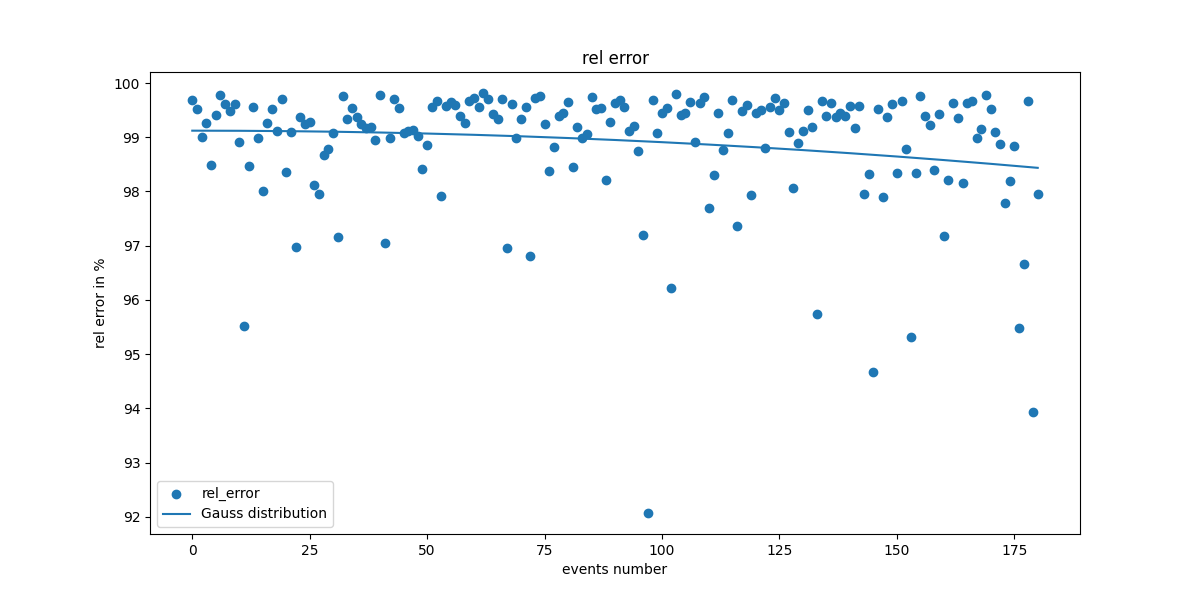 rel error
100
99
98
97
96
95
94
93
92
rel error in %
rel_error
Gauss distribution
0 25 50 75 100 125 150 175
events number